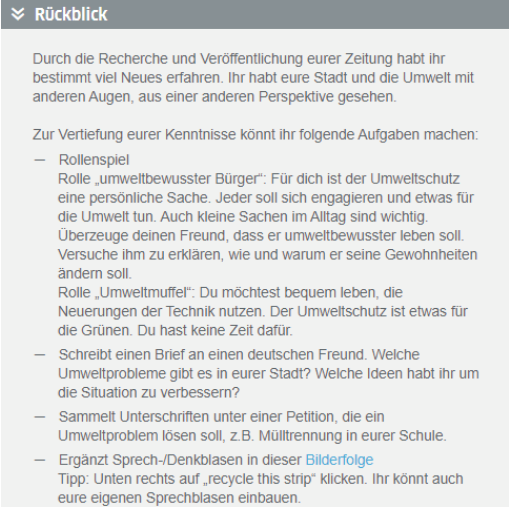 Rückblick
Durch die Recherche und Veröffentlichung eurer Zeitung habt ihr
bestimmt viel Neues erfahren. Ihr habt eure Stadt und die Umwelt mit
anderen Augen, aus einer anderen Perspektive gesehen.
Zur Vertiefung eurer Kenntnisse könnt ihr folgende Aufgaben machen:
— Rollenspiel
Rolle „umweltbewusster Bürger“: Für dich ist der Umweltschutz
eine persönliche Sache. Jeder soll sich engagieren und etwas für
die Umwelt tun. Auch kleine Sachen im Alltag sind wichtig.
Überzeuge deinen Freund, dass er umweltbewusster leben soll.
Versuche ihm zu erklären, wie und warum er seine Gewohnheiten
ändern soll.
Rolle „Umweltmuffel“: Du möchtest bequem leben, die
Neuerungen der Technik nutzen. Der Umweltschutz ist etwas für
die Grünen. Du hast keine Zeit dafür.
— Schreibt einen Brief an einen deutschen Freund. Welche
Umweltprobleme gibt es in eurer Stadt? Welche Ideen habt ihr um
die Situation zu verbessern?
— Sammelt Unterschriften unter einer Petition, die ein
Umweltproblem lösen soll, z.B. Mülltrennung in eurer Schule.
— Ergänzt Sprech-/Denkblasen in dieser Bilderfolge
Tipp: Unten rechts auf „recycle this strip“ klicken. Ihr könnt auch
eure eigenen Sprechblasen einbauen.